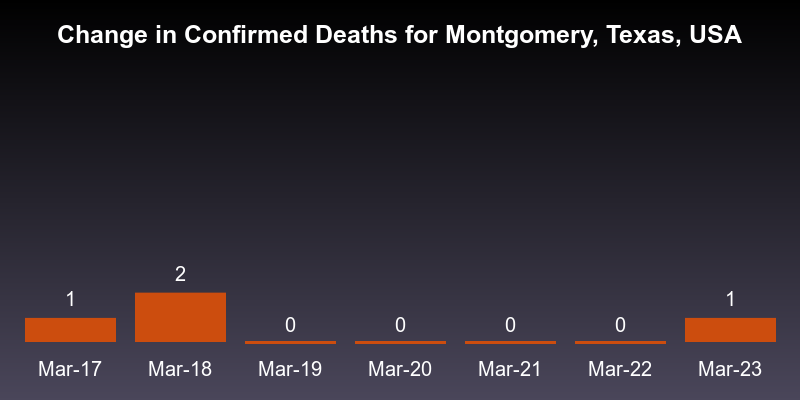 Change in Confirmed Deaths for Montgomery, Texas, USA
1 2 0 0 0 0 1
Mar-17 Mar-18 Mar-19 Mar-20 Mar-21 Mar-22 Mar-23